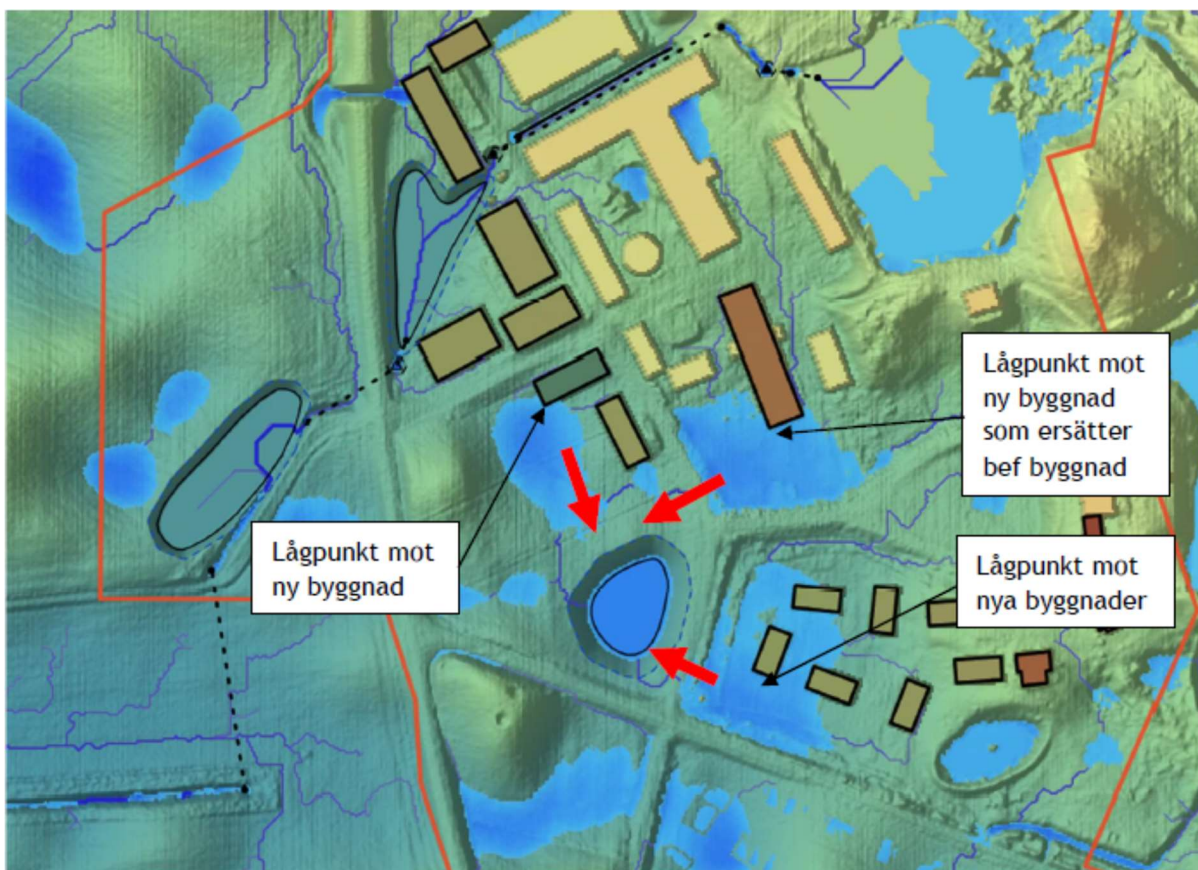 Lågpunkt mot
ny byggnad
som ersätter
bef byggnad
Lågpunkt mot
ny byggnad
Lågpunkt mot
nya byggnader